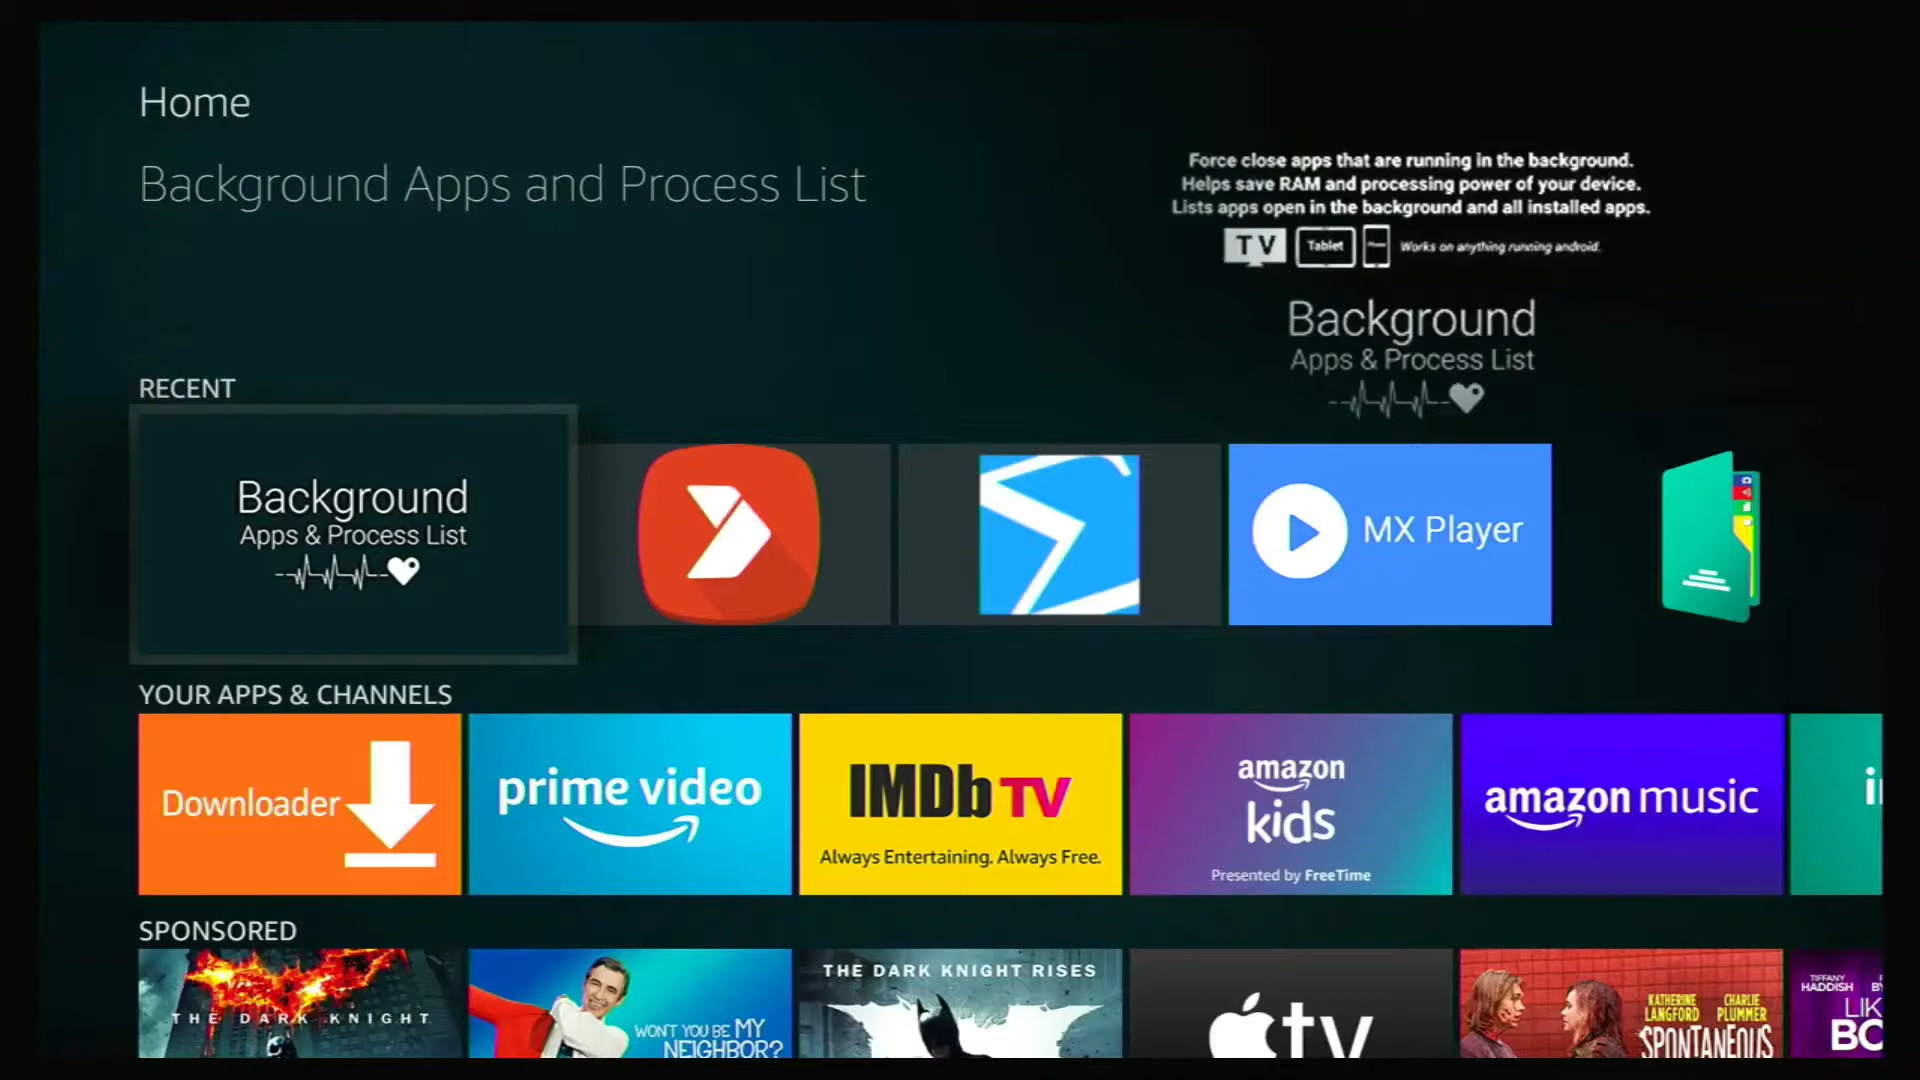 Home
Background Apps and Process List
Force close apps that are running in the background.
Helps save RAM and processing power of your device.
Lists apps open in the background and all installed apps.
TV Tablet Works on anything running android.
Background
Apps & Process List
RECENT
Background
Apps & Process List
MX Player
YOUR APPS & CHANNELS
Downloader
prime video
IMDb TV
Always Entertaining. Always Free.
amazon
kids
Presented by FreeTime
amazon music
SPONSORED
THE DARK KNIGHT
WON'T YOU BE MY
NEIGHBOR?
THE DARK KNIGHT RISES
tv
KATHERINE
LANGFORD
CHARLIE
PLUMMER
SPONTANEOUS
TIFFANY
HADDISH